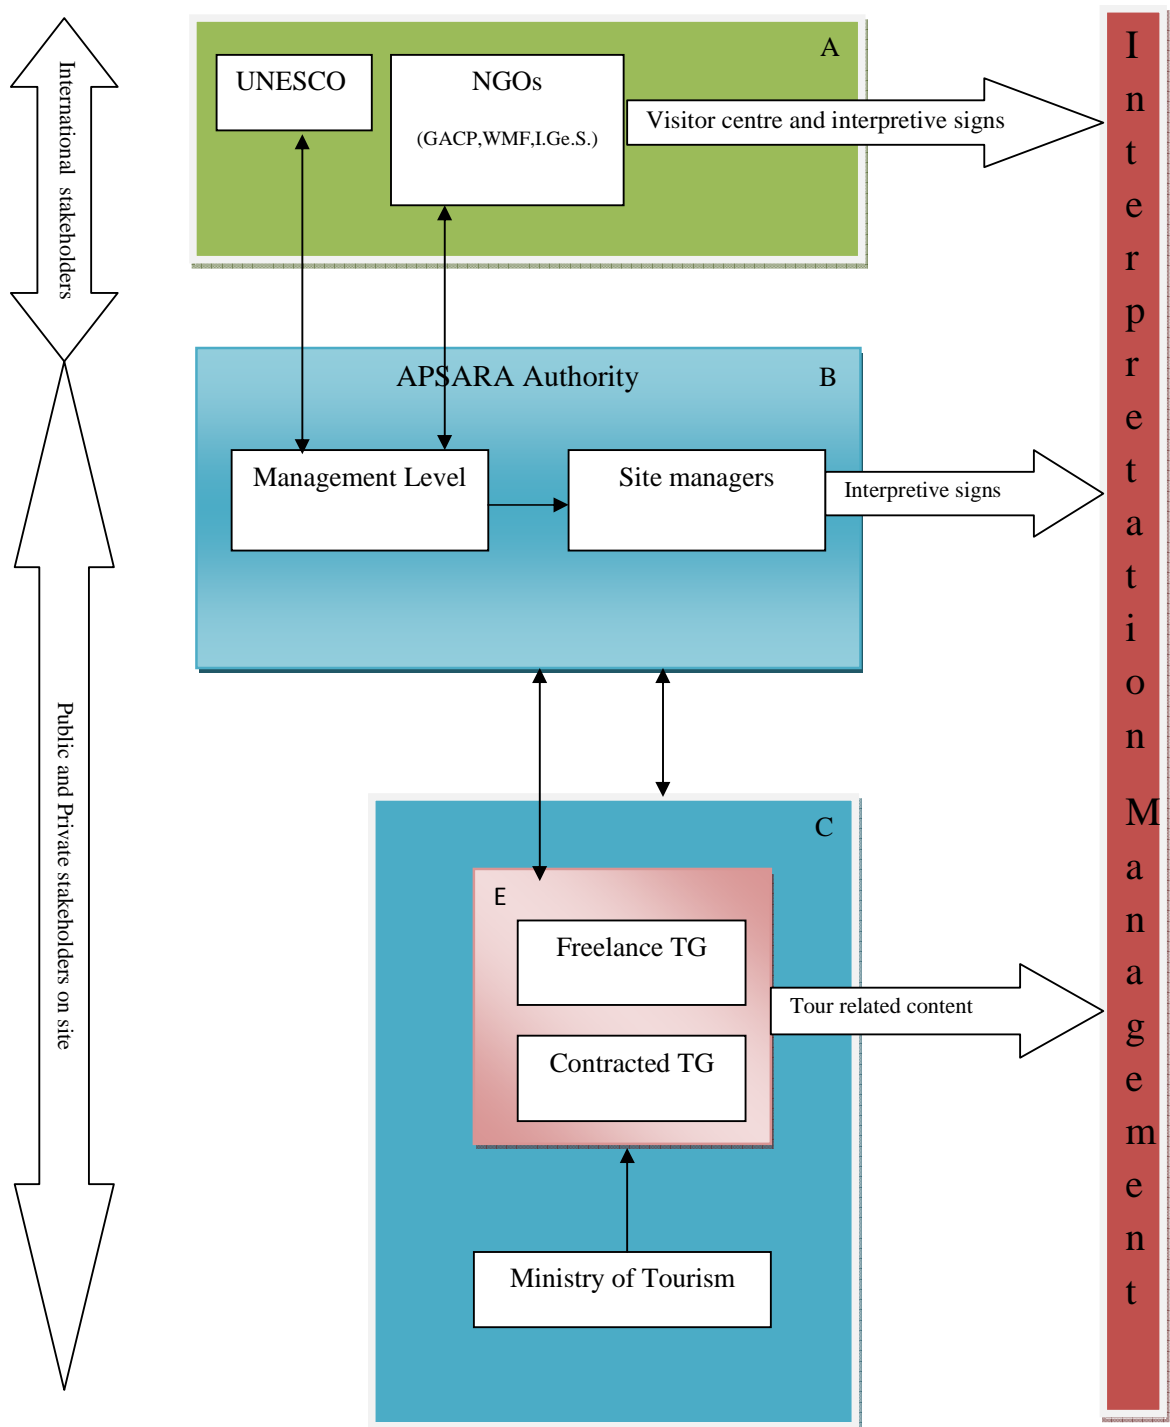 International stakeholders
A
UNESCO
NGOs
(GACP,WMF,I.Ge.S.)
Visitor centre and interpretive signs
APSARA Authority
B
Management Level
Site managers
Interpretive signs
Public and Private stakeholders on site
C
E
Freelance TG
Contracted TG
Tour related content
Ministry of Tourism
Interpretation Management